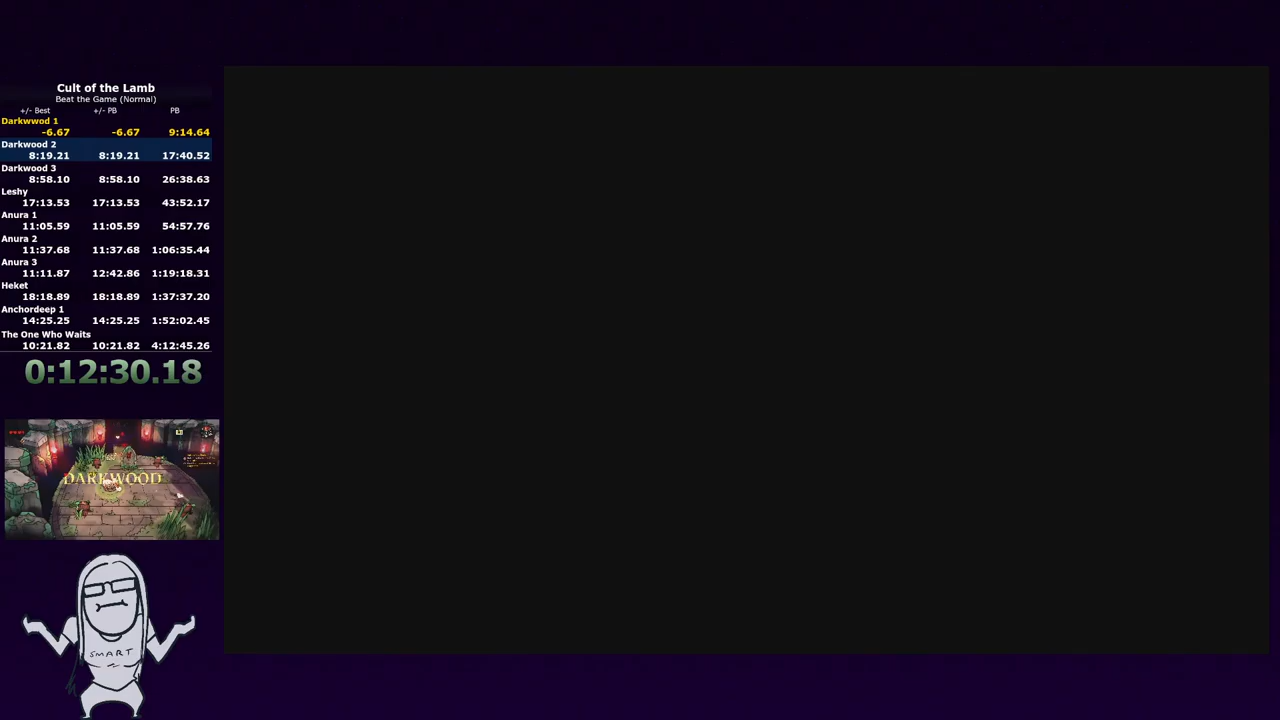 Cult of the Lamb
Beat the Game (Normal)
+/- Best +/- PB PB
Darkwwod 1
-6.67 -6.67 9:14.64
Darkwood 2
8:19.21 8:19.21 17:40.52
Darkwood 3
8:58.10 8:58.10 26:38.63
Leshy
17:13.53 17:13.53 43:52.17
Anura 1
11:05.59 11:05.59 54:57.76
Anura 2
11:37.68 11:37.68 1:06:35.44
Anura 3
11:11.87 12:42.86 1:19:18.31
Heket
18:18.89 18:18.89 1:37:37.20
Anchordeep 1
14:25.25 14:25.25 1:52:02.45
The One Who Waits
10:21.82 10:21.82 4:12:45.26
0:12:30.18
DARKWOOD
SMART